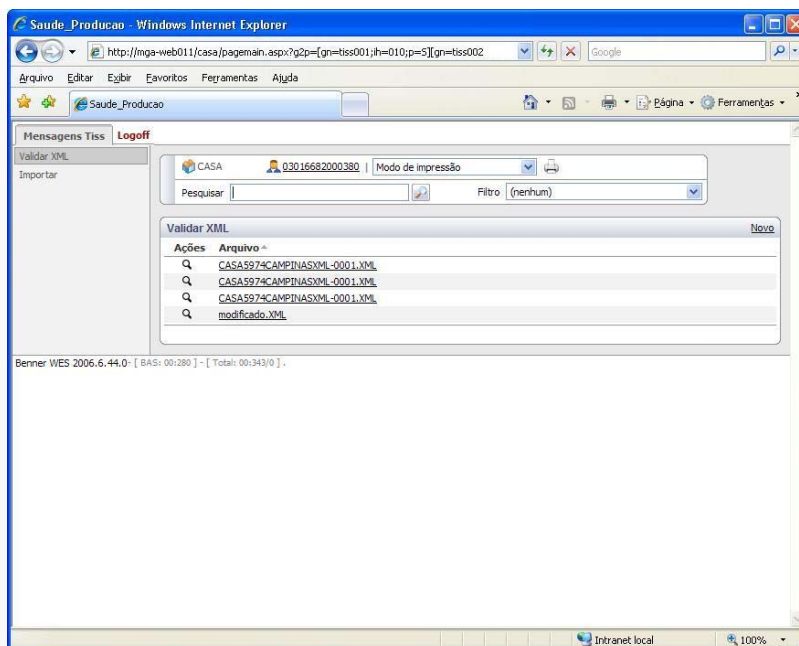 Saude_Producao - Windows Internet Explorer
http://mga-web011/casa/pagemain.aspx?g2p=[gn=tiss001;ih=010;p=5][gn=tiss002
Google
Arquivo Editar Exibir Favoritos Ferramentas Ajuda
Saude_Producao
Página Ferramentas
Mensagens Tiss Logoff
Validar XML
Importar
CASA 03016682000380 | Modo de impressão
Pesquisar Filtro (nenhum)
Validar XML Novo
Ações Arquivo
CASA5974CAMPINASXML-0001.XML
CASA5974CAMPINASXML-0001.XML
CASA5974CAMPINASXML-0001.XML
modificado.XML
Benner WES 2006.6.44.0- [ BAS: 00:280 ] - [ Total: 00:343/0 ] .
Intranet local 100%